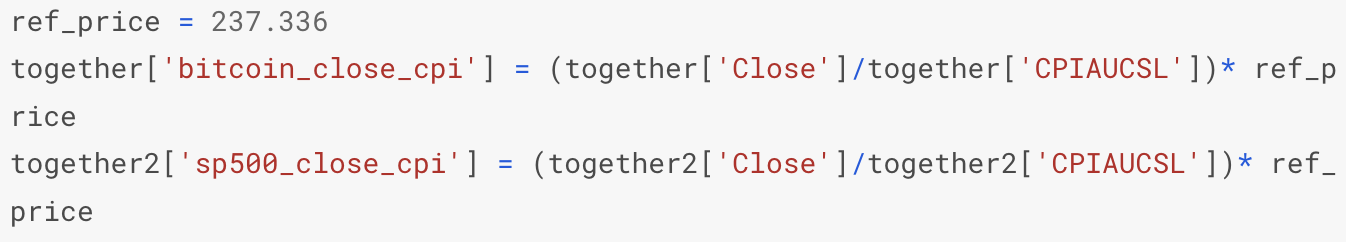 ref_price = 237.336
together['bitcoin_close_cpi'] = (together['Close']/together['CPIAUCSL'])* ref_p
rice
together2['sp500_close_cpi'] = (together2['Close']/together2['CPIAUCSL'])* ref_
price